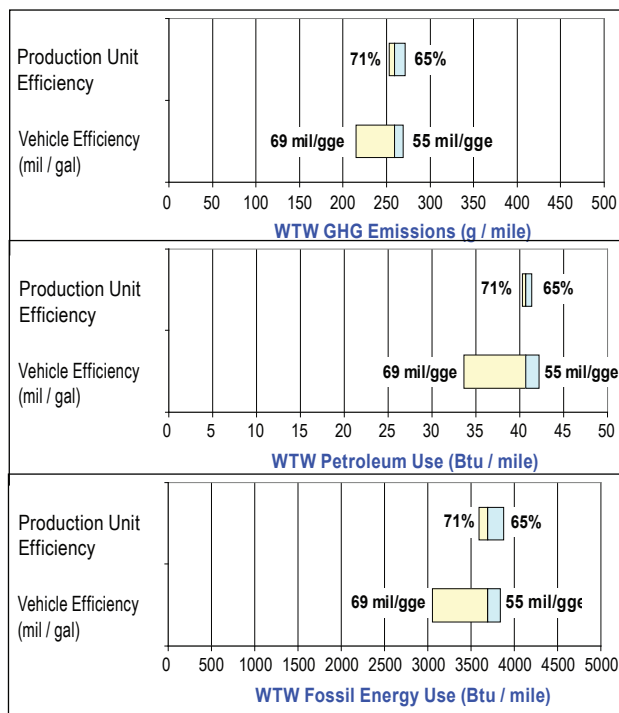 Production Unit
Efficiency
71%
65%
Vehicle Efficiency
(mil / gal)
69 mil/gge
55 mil/gge
0 50 100 150 200 250 300 350 400 450 500
WTW GHG Emissions (g / mile)
Production Unit
Efficiency
71%
65%
Vehicle Efficiency
(mil / gal)
69 mil/gge
55 mil/gge
0 5 10 15 20 25 30 35 40 45 50
WTW Petroleum Use (Btu / mile)
Production Unit
Efficiency
71%
65%
Vehicle Efficiency
(mil / gal)
69 mil/gge
55 mil/gge
0 500 1000 1500 2000 2500 3000 3500 4000 4500 5000
WTW Fossil Energy Use (Btu / mile)